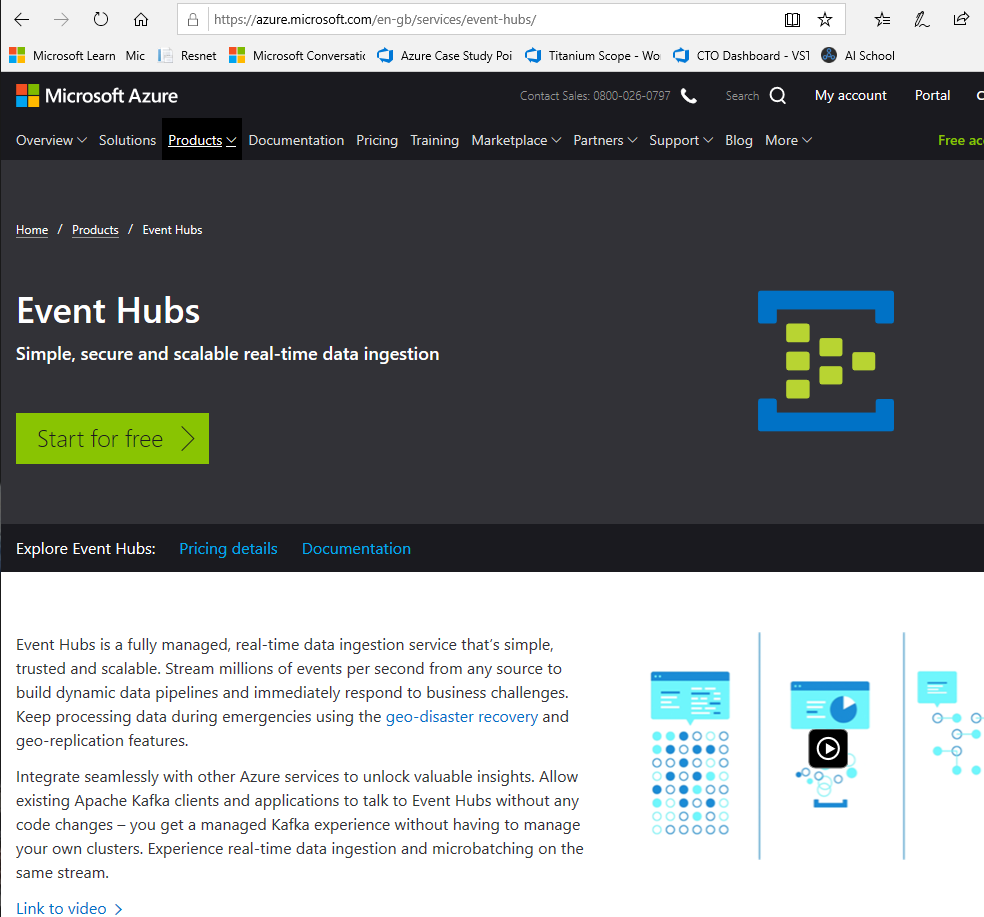 https://azure.microsoft.com/en-gb/services/event-hubs/
Microsoft Learn Mic Resnet Microsoft Conversatic Azure Case Study Poi Titanium Scope - Wo CTO Dashboard - VST AI School
Microsoft Azure Contact Sales: 0800-026-0797 Search My account Portal
Overview Solutions Products Documentation Pricing Training Marketplace Partners Support Blog More Free acc
Home / Products / Event Hubs
Event Hubs
Simple, secure and scalable real-time data ingestion
Start for free
Explore Event Hubs: Pricing details Documentation
Event Hubs is a fully managed, real-time data ingestion service that's simple,
trusted and scalable. Stream millions of events per second from any source to
build dynamic data pipelines and immediately respond to business challenges.
Keep processing data during emergencies using the geo-disaster recovery and
geo-replication features.
Integrate seamlessly with other Azure services to unlock valuable insights. Allow
existing Apache Kafka clients and applications to talk to Event Hubs without any
code changes – you get a managed Kafka experience without having to manage
your own clusters. Experience real-time data ingestion and microbatching on the
same stream.
Link to video